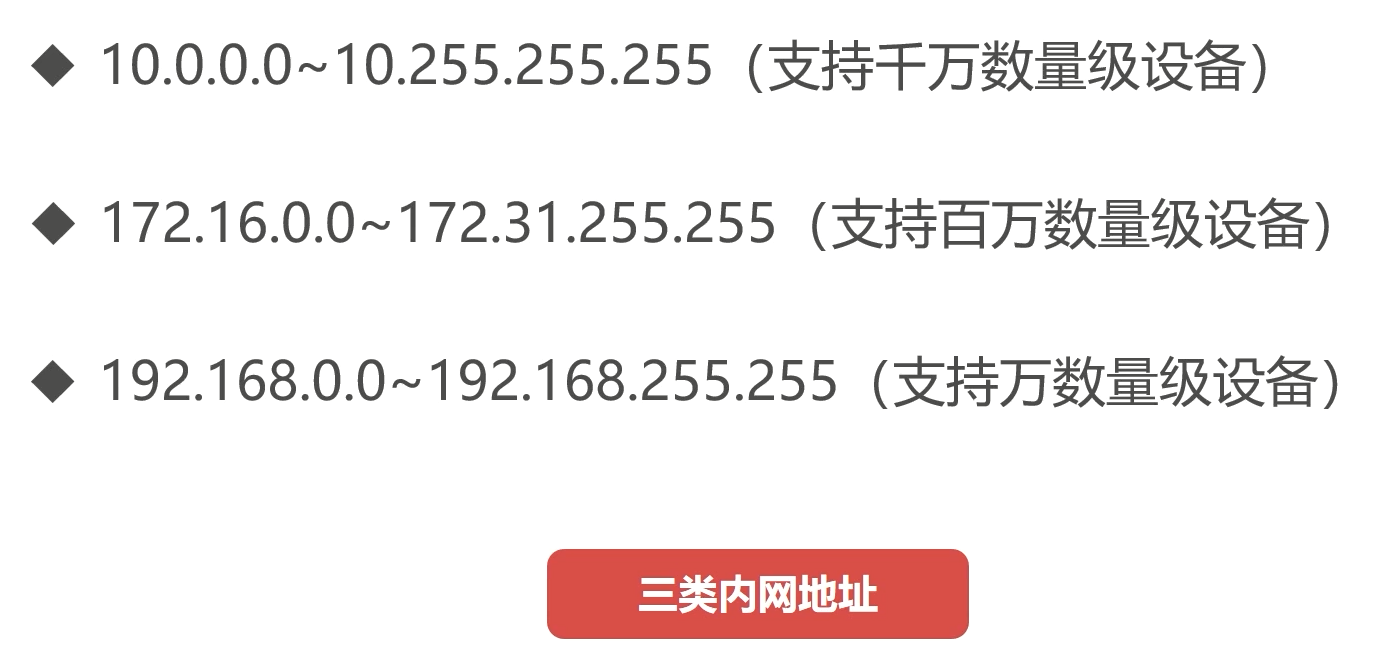 ◆ 10.0.0.0~10.255.255.255（支持千万数量级设备）
◆ 172.16.0.0~172.31.255.255（支持百万数量级设备）
◆ 192.168.0.0~192.168.255.255（支持万数量级设备）
三类内网地址